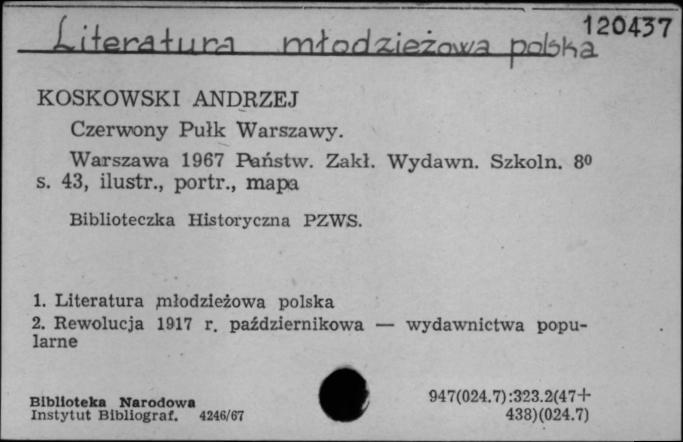 120437
Literatura młodzieżowa polska
KOSKOWSKI ANDRZEJ
Czerwony Pułk Warszawy.
Warszawa 1967 Państw. Zakł. Wydawn. Szkoln. 8⁰
s. 43, ilustr., portr., mapa
Biblioteczka Historyczna PZWS.
1. Literatura młodzieżowa polska
2. Rewolucja 1917 r. październikowa — wydawnictwa popu-
larne
Biblioteka Narodowa 947(024.7):323.2(47+
Instytut Bibliograf. 4246/67 438)(024.7)